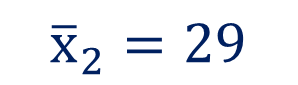 x̅₂ = 29